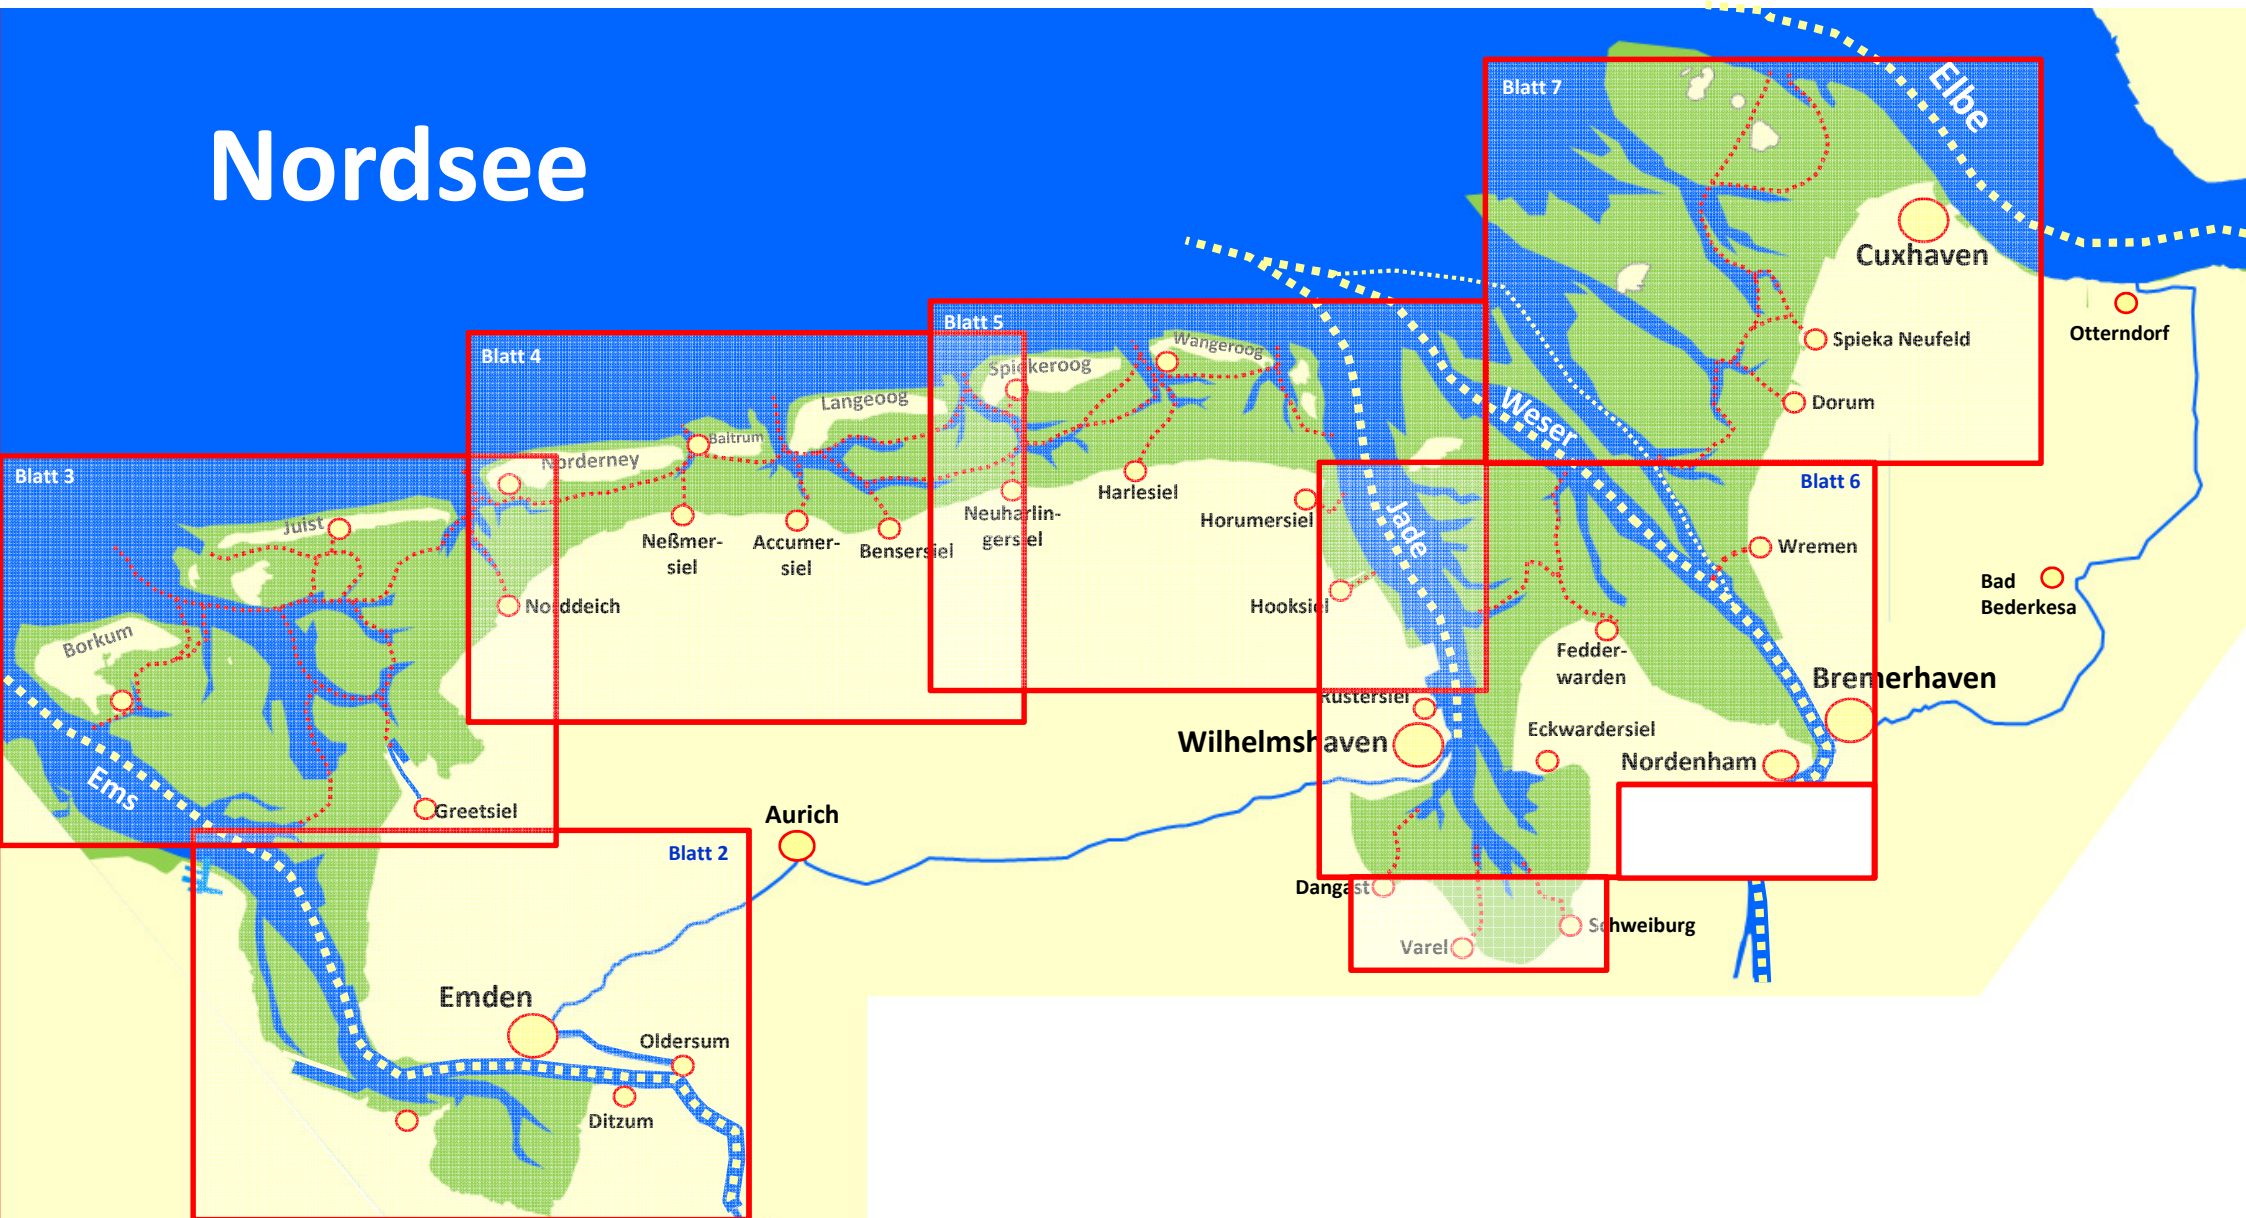 Nordsee
Elbe
Blatt 7
Cuxhaven
Otterndorf
Spieka Neufeld
Dorum
Blatt 5
Blatt 4
Spiekeroog
Wangeroog
Langeoog
Baltrum
Norderney
Weser
Blatt 3
Blatt 6
Juist
Harlesiel
Neuharlin-
gersiel
Horumersiel
Jade
Neßmer-
siel
Accumer-
siel
Bensersiel
Wremen
Bad
Bederkesa
Norddeich
Hooksiel
Borkum
Fedder-
warden
Bremerhaven
Rüstersiel
Eckwardersiel
Wilhelmshaven
Nordenham
Ems
Greetsiel
Aurich
Blatt 2
Dangast
Schweiburg
Varel
Emden
Oldersum
Ditzum